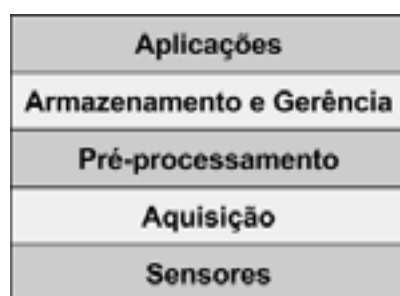 Aplicações
Armazenamento e Gerência
Pré-processamento
Aquisição
Sensores